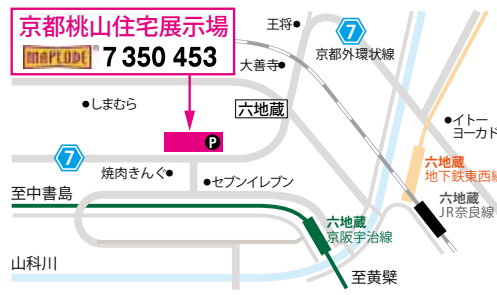 京都桃山住宅展示場
MAPCODE® 7 350 453
王将
7
京都外環状線
大善寺
しまむら
六地蔵
P
イトー
ヨーカド
7
焼肉きんぐ
セブンイレブン
六地蔵
地下鉄東西線
至中書島
六地蔵
JR奈良線
六地蔵
京阪宇治線
山科川
至黄檗